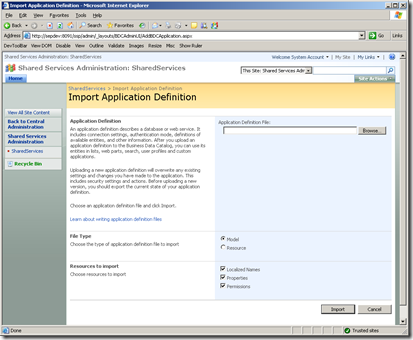 Import Application Definition - Microsoft Internet Explorer
File Edit View Favorites Tools Help
Back Search Favorites
Address http://sepdev:8091/ssp/admin/_layouts/BDCAdminUI/AddBDCApplication.aspx Go Links
DevToolbar View DOM Disable View Outline Validate Images Resize Misc Show Ruler
Shared Services Administration: SharedServices Welcome System Account | My Site | My Links
Shared Services Administration: SharedServices This Site: Shared Services Adr
Home Site Actions
SharedServices > Import Application Definition
Import Application Definition
View All Site Content
Back to Central
Administration
Shared Services
Administration
SharedServices
Recycle Bin
Application Definition
An application definition describes a database or web service. It
includes connection settings, authentication mode, definitions of
available entities, and other information. After you upload an
application definition to the Business Data Catalog, you can use its
entities in lists, web parts, search, user profiles and custom
applications.
Uploading a new application definition will overwrite any existing
settings and changes you have made to the application. This
includes security settings and actions. Before uploading a new
version, you should export the current state of your application
definition.
Choose an application definition file and click Import.
Learn about writing application definition files
Application Definition File:
Browse...
File Type
Choose the type of application definition file to import
Model
Resource
Resources to import
Choose resources to import
Localized Names
Properties
Permissions
Import Cancel
Done Trusted sites